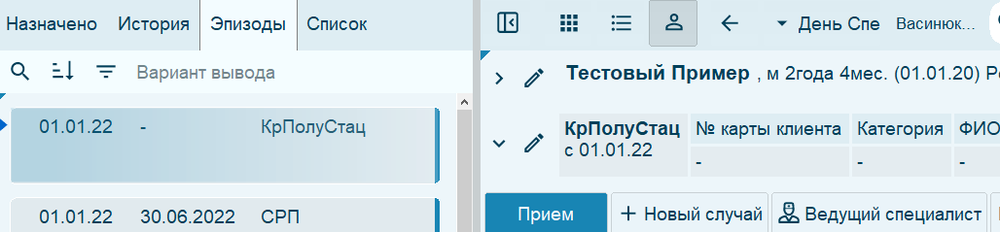 Назначено История Эпизоды Список
Вариант вывода
01.01.22 - КрПолуСтац
01.01.22 30.06.2022 СРП
День Спе Васинюк...
Тестовый Пример , м 2года 4мес. (01.01.20)
КрПолуСтац
с 01.01.22
№ карты клиента Категория ФИО
- - -
Прием + Новый случай Ведущий специалист